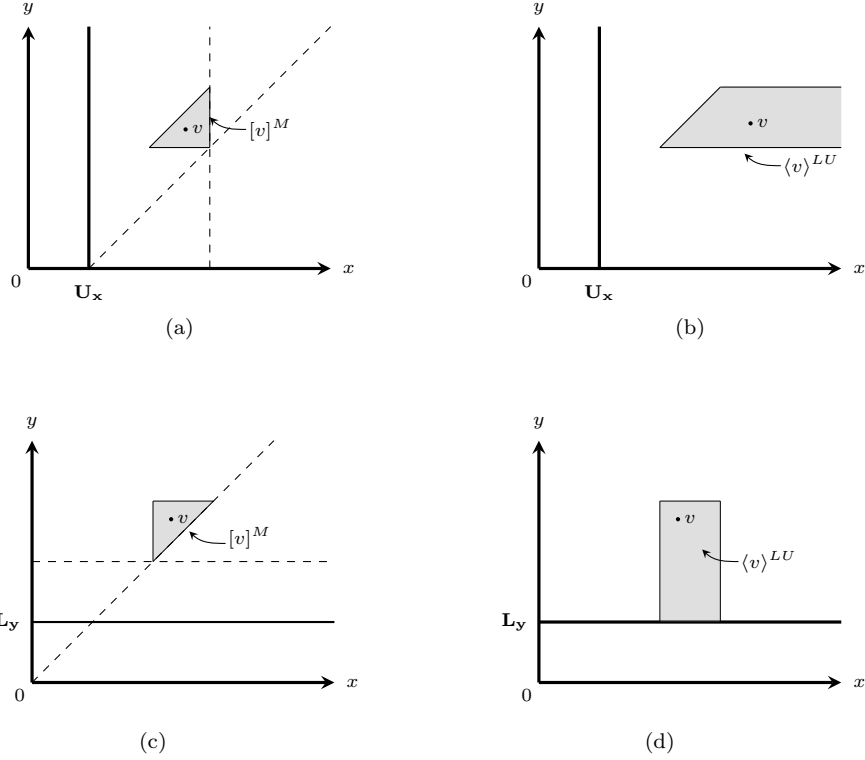 y
y
v
[v]^M
v
⟨v⟩^{LU}
0
x
0
x
U_x
U_x
(a)
(b)
y
y
v
[v]^M
v
⟨v⟩^{LU}
L_y
L_y
0
x
0
x
(c)
(d)